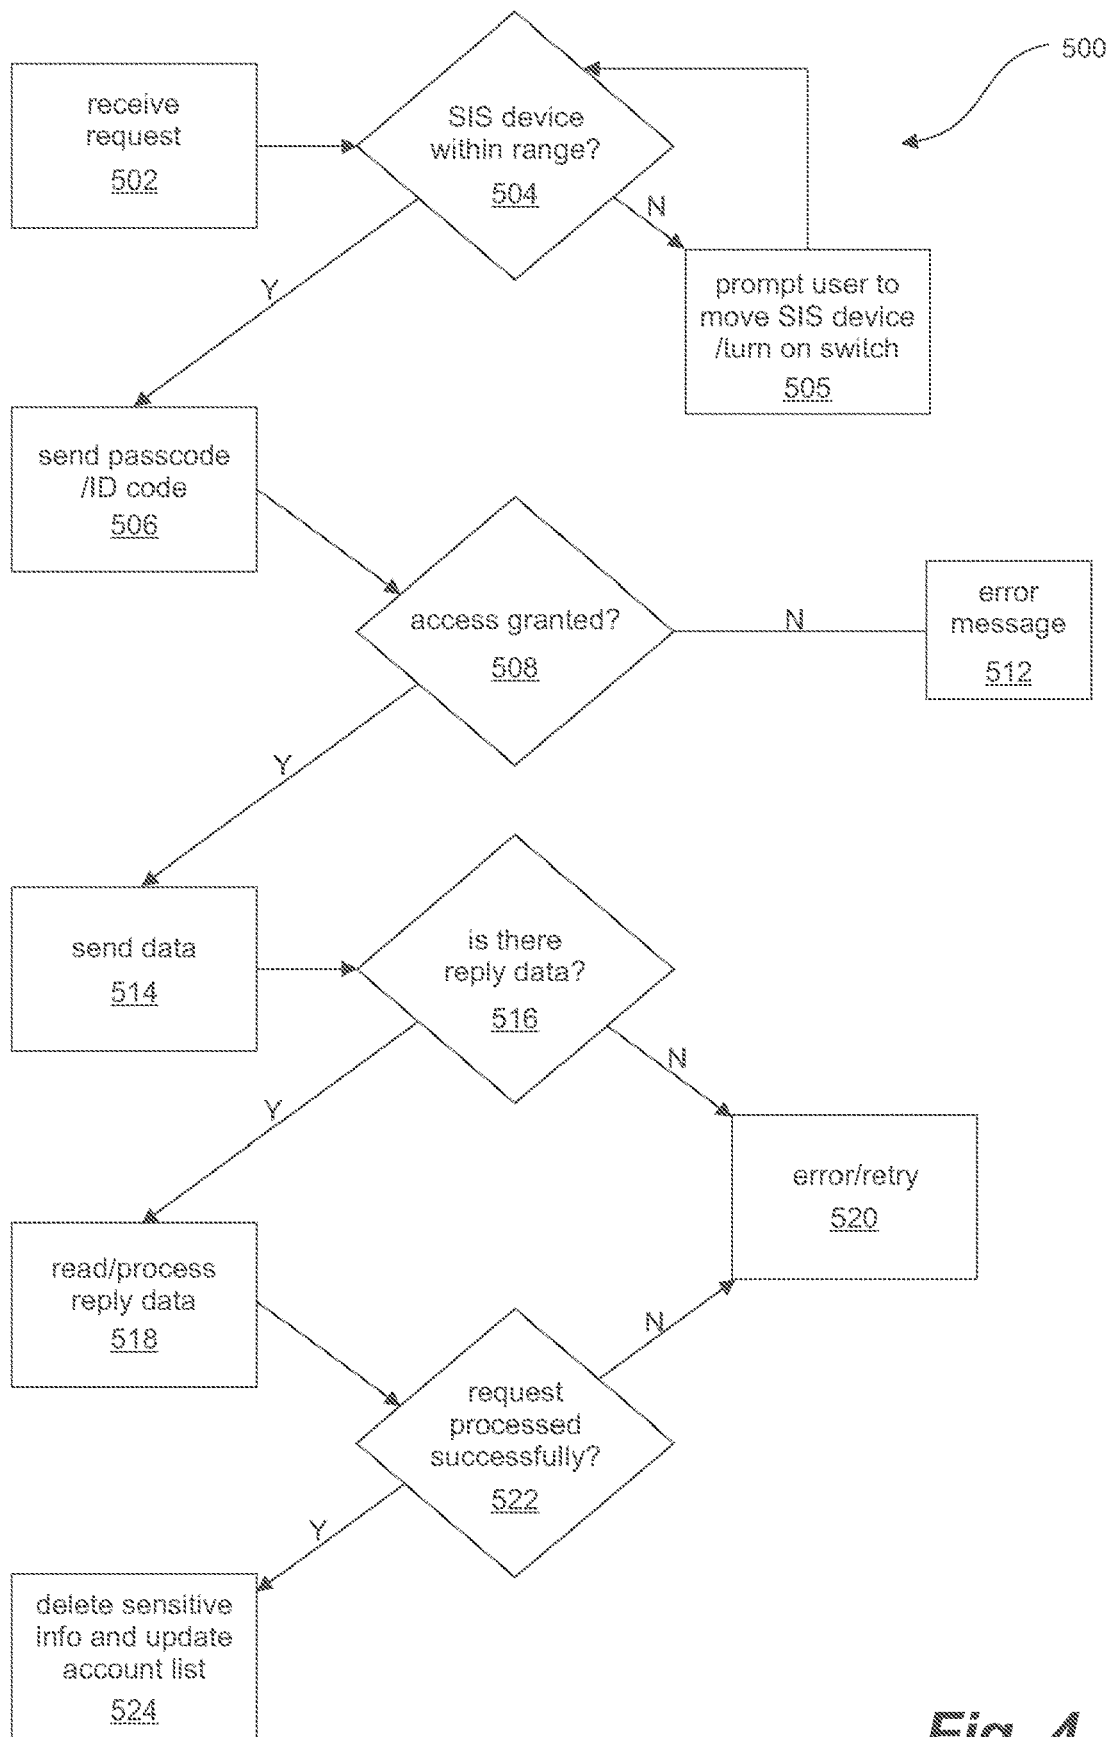 500
receive
request
502
SIS device
within range?
504
N
Y
prompt user to
move SIS device
/turn on switch
505
send passcode
/ID code
506
access granted?
508
N
error
message
512
Y
send data
514
is there
reply data?
516
N
Y
error/retry
520
read/process
reply data
518
N
request
processed
successfully?
522
Y
delete sensitive
info and update
account list
524
Fig. 4